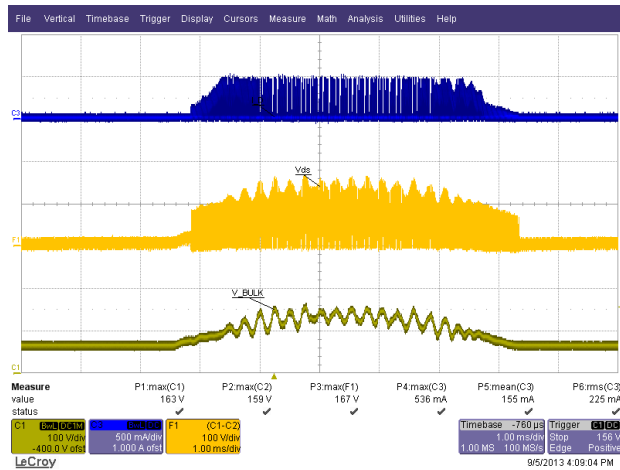 File Vertical Timebase Trigger Display Cursors Measure Math Analysis Utilities Help
C3
Vds
F1
V_BULK
C1
Measure P1:max(C1) P2:max(C2) P3:max(F1) P4:max(C3) P5:mean(C3) P6:rms(C3)
value 163 V 159 V 167 V 536 mA 155 mA 225 mA
status
C1 BwL DC1M
100 V/div
-400.0 V ofst
500 mA/div
1.000 A ofst
F1 (C1-C2)
100 V/div
1.00 ms/div
Timebase -760 µs
1.00 ms/div
1.00 MS 100 MS/s
Trigger C1 DC
Stop 156 V
Edge Positive
LeCroy
9/5/2013 4:09:04 PM